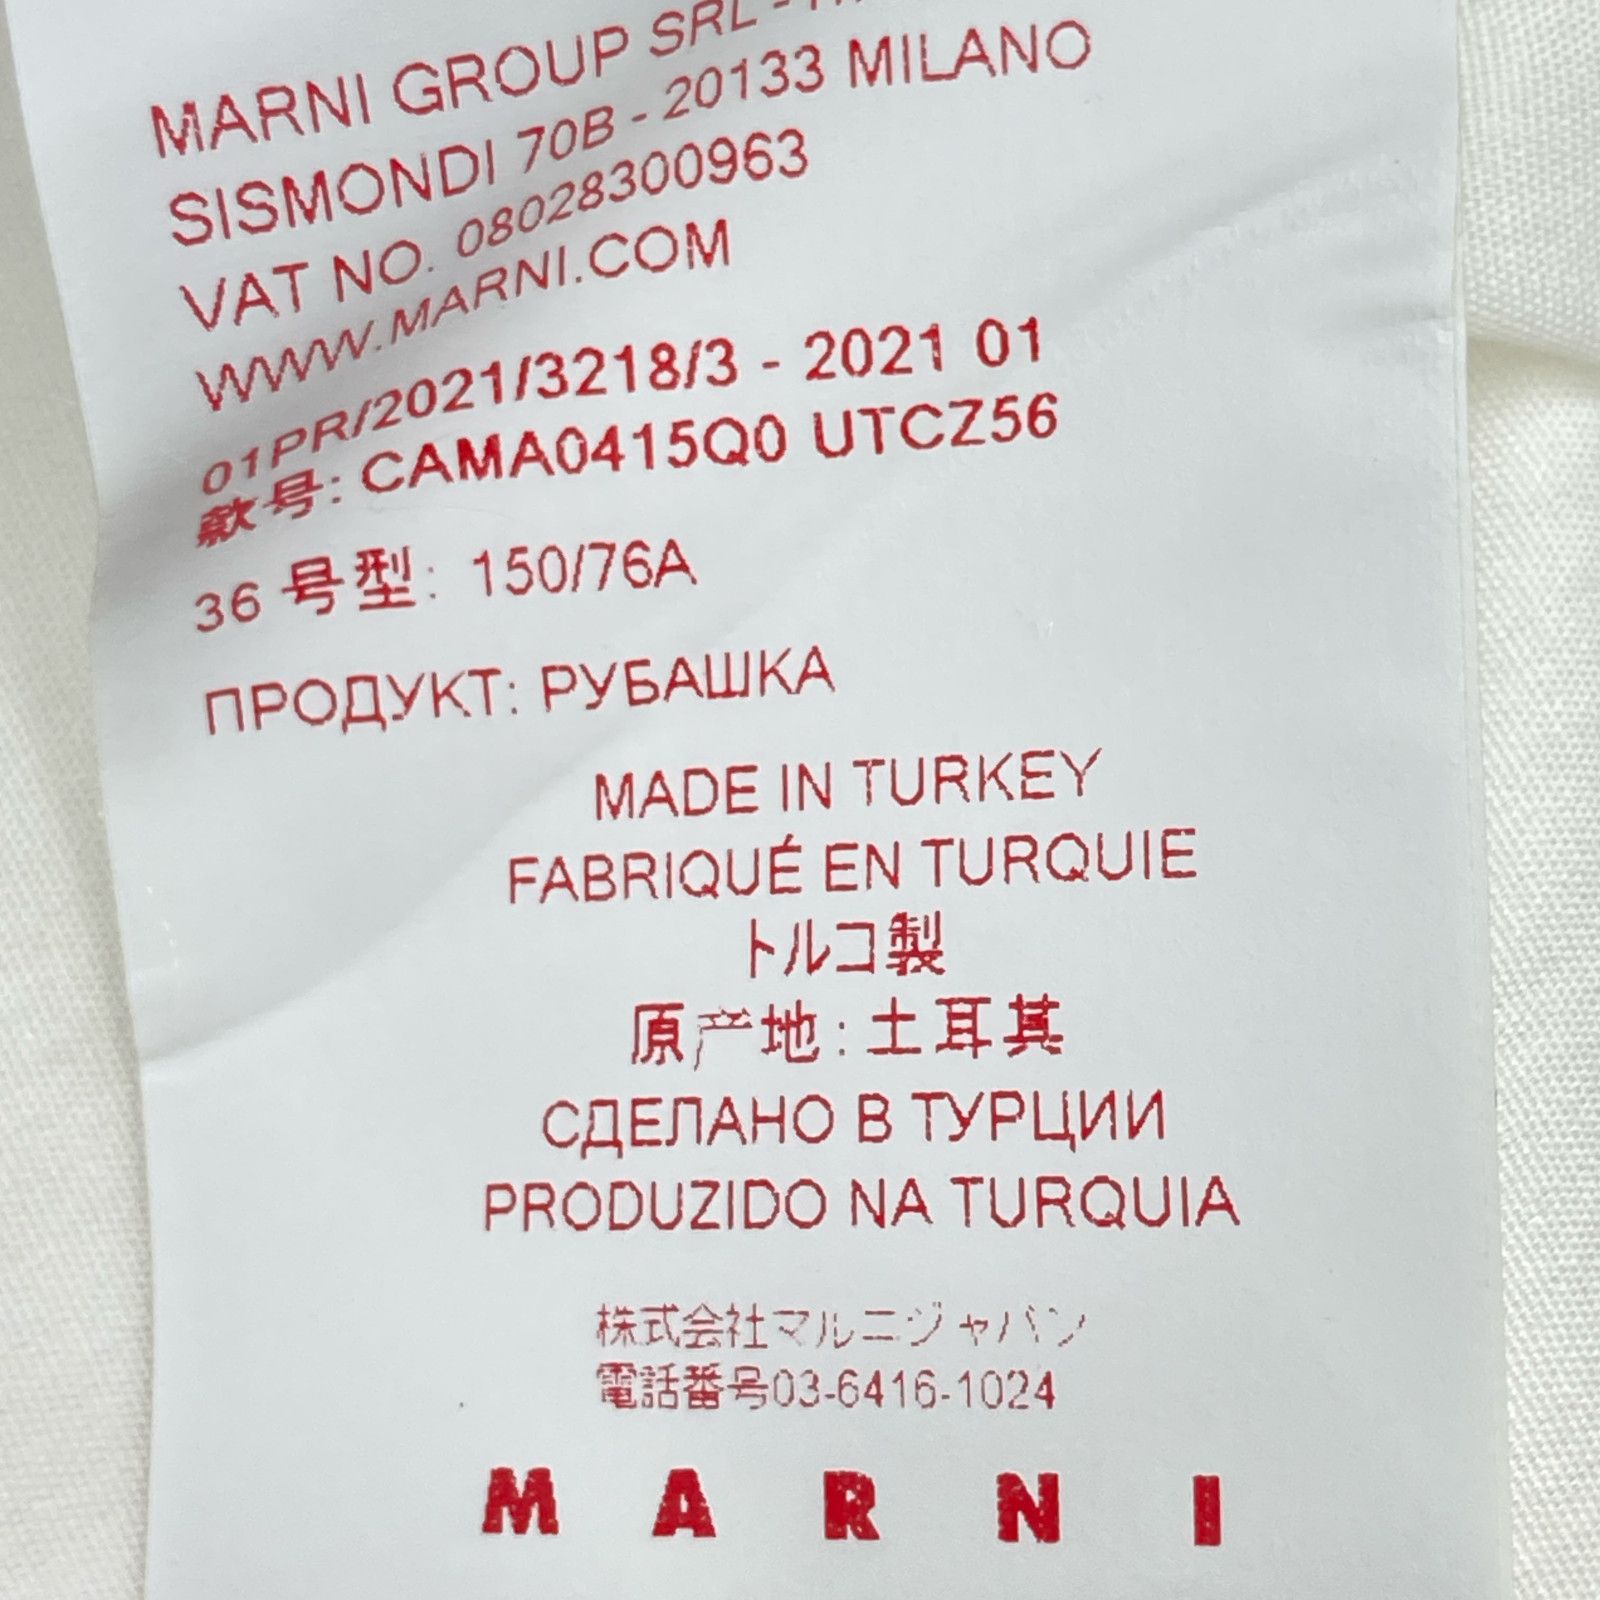 MARNI GROUP SRL -
SISMONDI 70B - 20133 MILANO
VAT NO. 08028300963
WWW.MARNI.COM
01PR/2021/3218/3 - 2021 01
款号: CAMA0415Q0 UTCZ56
36 号型: 150/76A
ПРОДУКТ: РУБАШКА
MADE IN TURKEY
FABRIQUÉ EN TURQUIE
トルコ製
原产地: 土耳其
СДЕЛАНО В ТУРЦИИ
PRODUZIDO NA TURQUIA
株式会社マルニジャパン
電話番号03-6416-1024
MARNI